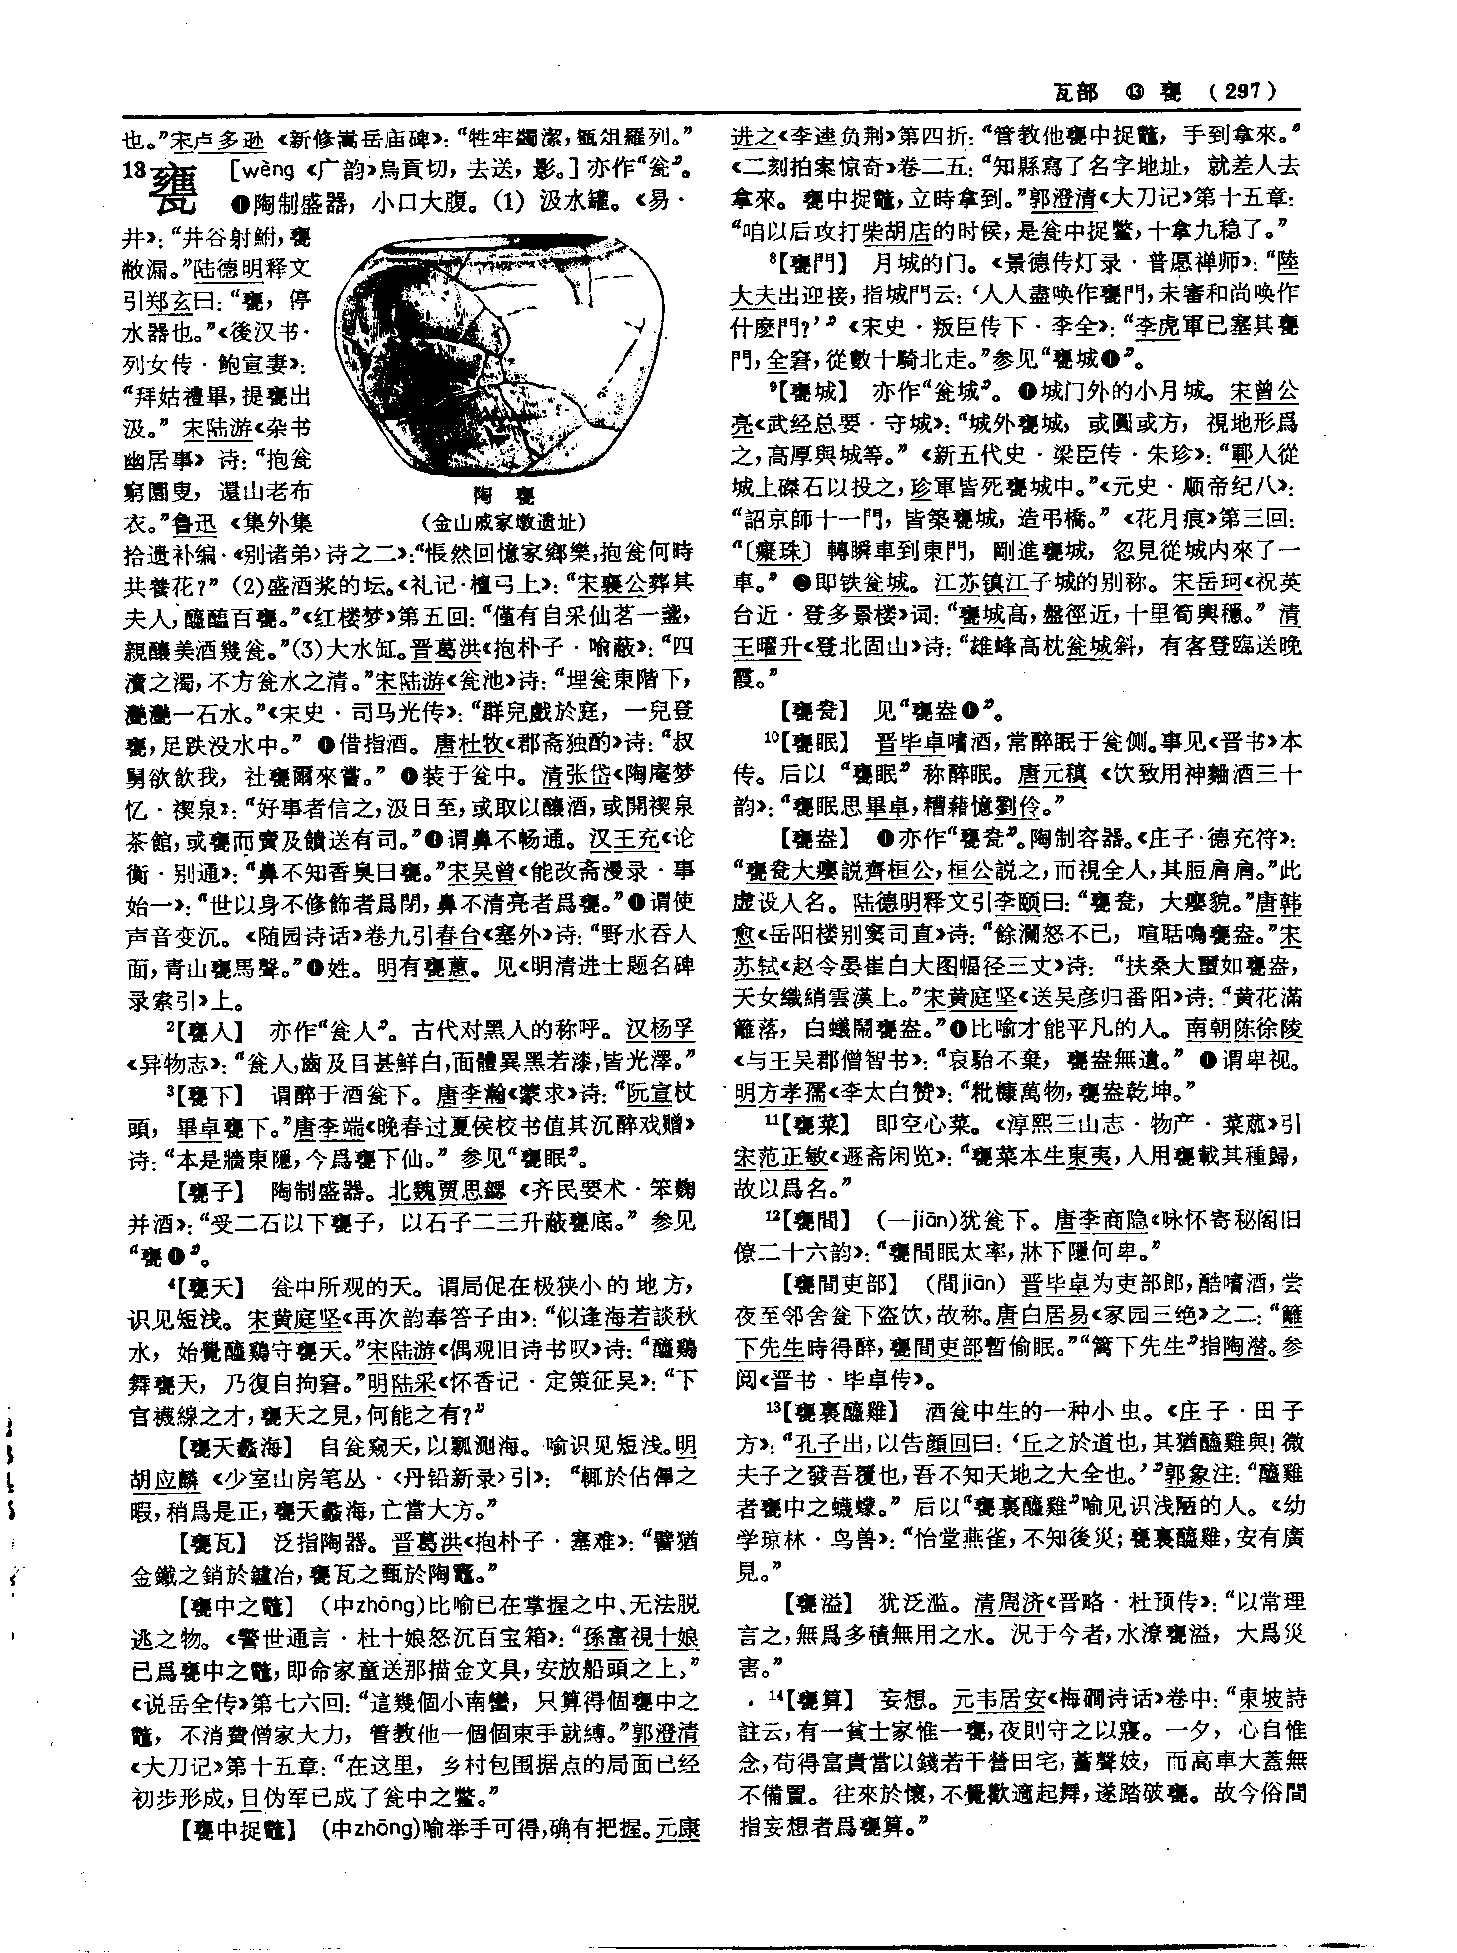 瓦部 ⓭ 甕 （297）
也。”宋卢多逊《新修嵩岳庙碑》：“牲牢蠲潔，甀俎羅列。”
13甕 ［wèng《广韵》烏貢切，去送，影。］亦作“瓮”。
❶陶制盛器，小口大腹。（1）汲水罐。《易·
井》：“井谷射鮒，甕
敝漏。”陆德明释文
引郑玄曰：“甕，停
水器也。”《後汉书·
列女传·鲍宣妻》：
“拜姑禮畢，提甕出
汲。”宋陆游《杂书
幽居事》诗：“抱瓮
窮園叟，還山老布
衣。”鲁迅《集外集
陶 甕
（金山戚家墩遗址）
拾遗补编·〈别诸弟〉诗之二》：“悵然回憶家鄉樂，抱瓮何時
共養花？”（2）盛酒浆的坛。《礼记·檀弓上》：“宋襄公葬其
夫人，醯醢百甕。”《红楼梦》第五回：“僅有自采仙茗一盞，
親釀美酒幾瓮。”（3）大水缸。晋葛洪《抱朴子·喻蔽》：“四
瀆之濁，不方瓮水之清。”宋陆游《瓮池》诗：“埋瓮東階下，
灩灩一石水。”《宋史·司马光传》：“群兒戲於庭，一兒登
甕，足跌没水中。”❷借指酒。唐杜牧《郡斋独酌》诗：“叔
舅欲飲我，社甕爾來嘗。”❸装于瓮中。清张岱《陶庵梦
忆·禊泉》：“好事者信之，汲日至，或取以釀酒，或開禊泉
茶館，或甕而賣及饋送有司。”❹谓鼻不畅通。汉王充《论
衡·别通》：“鼻不知香臭曰甕。”宋吴曾《能改斋漫录·事
始一》：“世以身不修飾者爲閉，鼻不清亮者爲甕。”❺谓使
声音变沉。《随园诗话》卷九引春台《塞外》诗：“野水吞人
面，青山甕馬聲。”❻姓。明有甕蕙。见《明清进士题名碑
录索引》上。
2【甕人】 亦作“瓮人”。古代对黑人的称呼。汉杨孚
《异物志》：“瓮人，齒及目甚鮮白，面體異黑若漆，皆光澤。”
3【甕下】 谓醉于酒瓮下。唐李瀚《蒙求》诗：“阮宣杖
頭，畢卓甕下。”唐李端《晚春过夏侯校书值其沉醉戏赠》
诗：“本是牆東隱，今爲甕下仙。”参见“甕眠”。
【甕子】 陶制盛器。北魏贾思勰《齐民要术·笨麴
并酒》：“受二石以下甕子，以石子二三升蔽甕底。”参见
“甕❶”。
4【甕天】 瓮中所观的天。谓局促在极狭小的地方，
识见短浅。宋黄庭坚《再次韵奉答子由》：“似逢海若談秋
水，始覺醯鷄守甕天。”宋陆游《偶观旧诗书叹》诗：“醯鷄
舞甕天，乃復自拘窘。”明陆采《怀香记·定策征吴》：“下
官襪線之才，甕天之見，何能之有？”
【甕天蠡海】 自瓮窥天，以瓢测海。喻识见短浅。明
胡应麟《少室山房笔丛·〈丹铅新录〉引》：“輒於佔僤之
暇，稍爲是正，甕天蠡海，亡當大方。”
【甕瓦】 泛指陶器。晋葛洪《抱朴子·塞难》：“譬猶
金鐵之銷於鑪冶，甕瓦之甄於陶竈。”
【甕中之鼈】 （中zhōng）比喻已在掌握之中、无法脱
逃之物。《警世通言·杜十娘怒沉百宝箱》：“孫富視十娘
已爲甕中之鼈，即命家童送那描金文具，安放船頭之上，”
《说岳全传》第七六回：“這幾個小南蠻，只算得個甕中之
鼈，不消費僧家大力，管教他一個個束手就縛。”郭澄清
《大刀记》第十五章：“在这里，乡村包围据点的局面已经
初步形成，日伪军已成了瓮中之鳖。”
【甕中捉鼈】 （中zhōng）喻举手可得，确有把握。元康
进之《李逵负荆》第四折：“管教他甕中捉鼈，手到拿來。”
《二刻拍案惊奇》卷二五：“知縣寫了名字地址，就差人去
拿來。甕中捉鼈，立時拿到。”郭澄清《大刀记》第十五章：
“咱以后攻打柴胡店的时候，是瓮中捉鳖，十拿九稳了。”
8【甕門】 月城的门。《景德传灯录·普愿禅师》：“陸
大夫出迎接，指城門云：‘人人盡唤作甕門，未審和尚唤作
什麽門？’”《宋史·叛臣传下·李全》：“李虎軍已塞其甕
門，全窘，從數十騎北走。”参见“甕城❶”。
9【甕城】 亦作“瓮城”。❶城门外的小月城。宋曾公
亮《武经总要·守城》：“城外甕城，或圓或方，視地形爲
之，高厚與城等。”《新五代史·梁臣传·朱珍》：“鄆人從
城上磔石以投之，珍軍皆死甕城中。”《元史·顺帝纪八》：
“詔京師十一門，皆築甕城，造弔橋。”《花月痕》第三回：
“〔癡珠〕轉瞬車到東門，剛進甕城，忽見從城内來了一
車。”❷即铁瓮城。江苏镇江子城的别称。宋岳珂《祝英
台近·登多景楼》词：“甕城高，盤徑近，十里筍輿穩。”清
王曜升《登北固山》诗：“雄峰高枕瓮城斜，有客登臨送晚
霞。”
【甕㼜】 见“甕盎❶”。
10【甕眠】 晋毕卓嗜酒，常醉眠于瓮侧。事见《晋书》本
传。后以“甕眠”称醉眠。唐元稹《饮致用神麯酒三十
韵》：“甕眠思畢卓，糟藉憶劉伶。”
【甕盎】 ❶亦作“甕㼜”。陶制容器。《庄子·德充符》：
“甕㼜大癭説齊桓公，桓公説之，而視全人，其脰肩肩。”此
虚设人名。陆德明释文引李颐曰：“甕㼜，大癭貌。”唐韩
愈《岳阳楼别窦司直》诗：“餘瀾怒不已，喧聒鳴甕盎。”宋
苏轼《赵令晏崔白大图幅径三丈》诗：“扶桑大繭如甕盎，
天女織綃雲漢上。”宋黄庭坚《送吴彦归番阳》诗：“黄花滿
籬落，白蟻鬧甕盎。”❷比喻才能平凡的人。南朝陈徐陵
《与王吴郡僧智书》：“哀駘不棄，甕盎無遺。”❸谓卑视。
明方孝孺《李太白赞》：“粃糠萬物，甕盎乾坤。”
11【甕菜】 即空心菜。《淳熙三山志·物产·菜蓏》引
宋范正敏《遯斋闲览》：“甕菜本生東夷，人用甕載其種歸，
故以爲名。”
12【甕間】 （—jiān）犹瓮下。唐李商隐《咏怀寄秘阁旧
僚二十六韵》：“甕間眠太率，牀下隱何卑。”
【甕間吏部】 （間jiān）晋毕卓为吏部郎，酷嗜酒，尝
夜至邻舍瓮下盗饮，故称。唐白居易《家园三绝》之二：“籬
下先生時得醉，甕間吏部暫偷眠。”“篱下先生”指陶潜。参
阅《晋书·毕卓传》。
13【甕裏醯雞】 酒瓮中生的一种小虫。《庄子·田子
方》：“孔子出，以告顔回曰：‘丘之於道也，其猶醯雞與！微
夫子之發吾覆也，吾不知天地之大全也。’”郭象注：“醯雞
者甕中之蠛蠓。”后以“甕裏醯雞”喻见识浅陋的人。《幼
学琼林·鸟兽》：“怡堂燕雀，不知後災；甕裏醯雞，安有廣
見。”
【甕溢】 犹泛滥。清周济《晋略·杜预传》：“以常理
言之，無爲多積無用之水。况于今者，水潦甕溢，大爲災
害。”
14【甕算】 妄想。元韦居安《梅磵诗话》卷中：“東坡詩
註云，有一貧士家惟一甕，夜則守之以寢。一夕，心自惟
念，苟得富貴當以錢若干營田宅，蓄聲妓，而高車大蓋無
不備置。往來於懷，不覺歡適起舞，遂踏破甕。故今俗間
指妄想者爲甕算。”